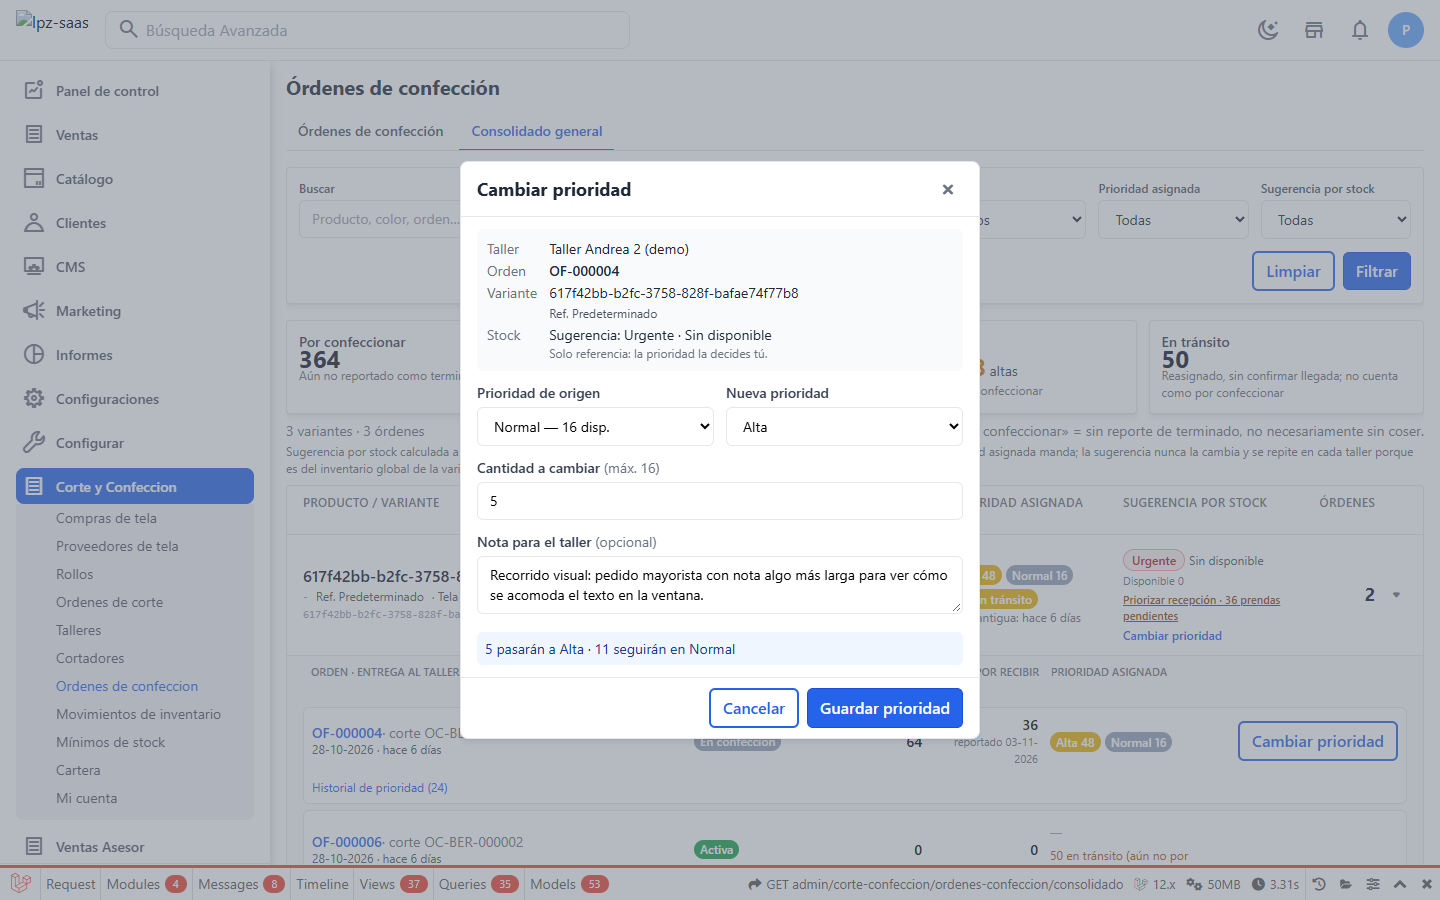 lpz-saas
Búsqueda Avanzada
P
Panel de control
Ventas
Catálogo
Clientes
CMS
Marketing
Informes
Configuraciones
Configurar
Corte y Confeccion
Compras de tela
Proveedores de tela
Rollos
Ordenes de corte
Talleres
Cortadores
Ordenes de confeccion
Movimientos de inventario
Mínimos de stock
Cartera
Mi cuenta
Ventas Asesor
Órdenes de confección
Órdenes de confección
Consolidado general
Buscar
Producto, color, orden...
Prioridad asignada
Todas
Sugerencia por stock
Todas
Limpiar
Filtrar
Por confeccionar
364
Aún no reportado como termi
altas
onfeccionar
En tránsito
50
Reasignado, sin confirmar llegada; no cuenta
como por confeccionar
3 variantes · 3 órdenes
confeccionar» = sin reporte de terminado, no necesariamente sin coser.
Sugerencia por stock calculada a
d asignada manda; la sugerencia nunca la cambia y se repite en cada taller porque
es del inventario global de la vari
PRODUCTO / VARIANTE
RIDAD ASIGNADA
SUGERENCIA POR STOCK
ÓRDENES
617f42bb-b2fc-3758-8
- Ref. Predeterminado · Tela
617f42bb-b2fc-3758-828f-ba
48
Normal 16
n tránsito
antigua: hace 6 días
Urgente Sin disponible
Disponible 0
Priorizar recepción · 36 prendas
pendientes
Cambiar prioridad
2
ORDEN · ENTREGA AL TALLER
POR RECIBIR
PRIORIDAD ASIGNADA
OF-000004 · corte OC-BE
28-10-2026 · hace 6 días
Historial de prioridad (24)
En confección
64
36
reportado 03-11-
2026
Alta 48
Normal 16
Cambiar prioridad
OF-000006 · corte OC-BER-000002
28-10-2026 · hace 6 días
Activa
0
0
—
50 en tránsito (aún no por
Cambiar prioridad
Taller
Taller Andrea 2 (demo)
Orden
OF-000004
Variante
617f42bb-b2fc-3758-828f-bafae74f77b8
Ref. Predeterminado
Stock
Sugerencia: Urgente · Sin disponible
Solo referencia: la prioridad la decides tú.
Prioridad de origen
Normal — 16 disp.
Nueva prioridad
Alta
Cantidad a cambiar (máx. 16)
5
Nota para el taller (opcional)
Recorrido visual: pedido mayorista con nota algo más larga para ver cómo
se acomoda el texto en la ventana.
5 pasarán a Alta · 11 seguirán en Normal
Cancelar
Guardar prioridad
Request
Modules 4
Messages 8
Timeline
Views 37
Queries 35
Models 53
GET admin/corte-confeccion/ordenes-confeccion/consolidado
12.x
50MB
3.31s